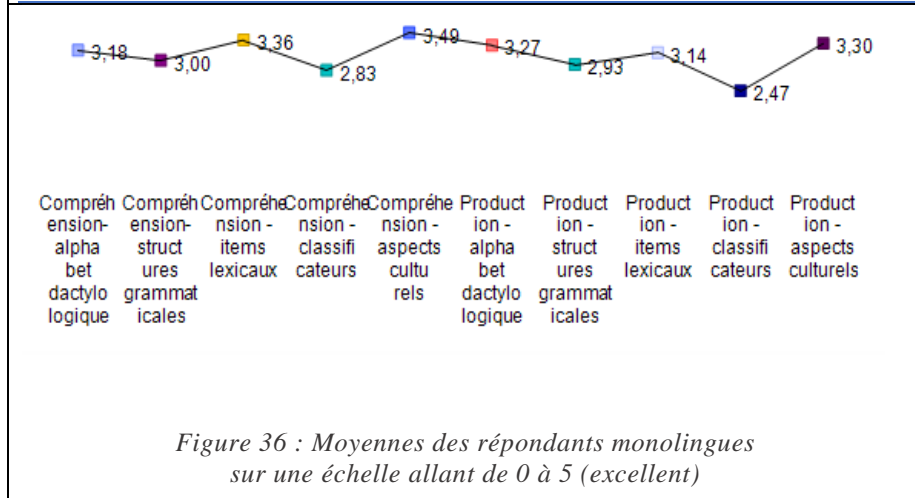 3,18
3,00
3,36
2,83
3,49
3,27
2,93
3,14
2,47
3,30
Compréh
ension-
alpha
bet
dactylo
logique
Compréh
ension-
struct
ures
grammat
icales
Compréhe
nsion -
items
lexicaux
Compréhe
nsion -
classifi
cateurs
Compréhe
nsion -
aspects
cultu
rels
Product
ion -
alpha
bet
dactylo
logique
Product
ion -
struct
ures
grammat
icales
Product
ion -
items
lexicaux
Product
ion -
classifi
cateurs
Product
ion -
aspects
culturels
Figure 36 : Moyennes des répondants monolingues
sur une échelle allant de 0 à 5 (excellent)